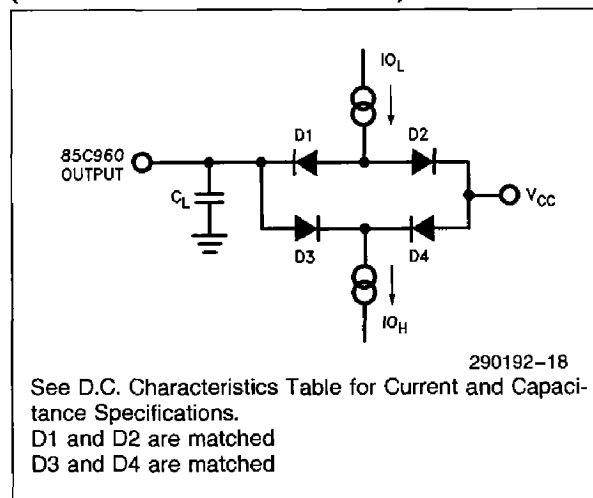 IOL
D1
D2
85C960
OUTPUT
CL
VCC
D3
D4
IOH
290192–18
See D.C. Characteristics Table for Current and Capaci-
tance Specifications.
D1 and D2 are matched
D3 and D4 are matched